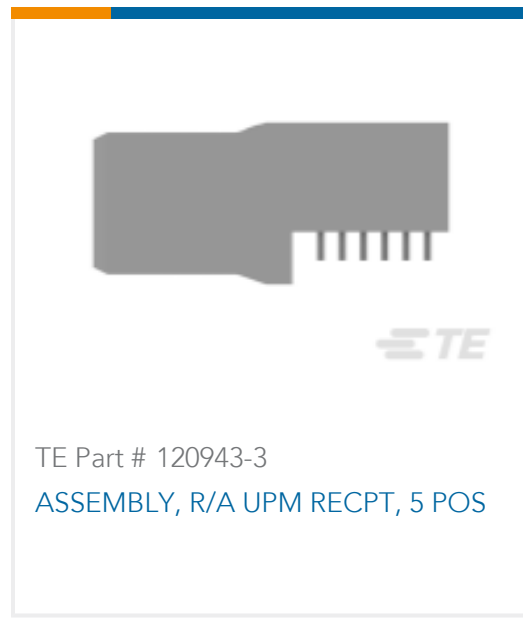 TE
TE Part # 120943-3
ASSEMBLY, R/A UPM RECPT, 5 POS